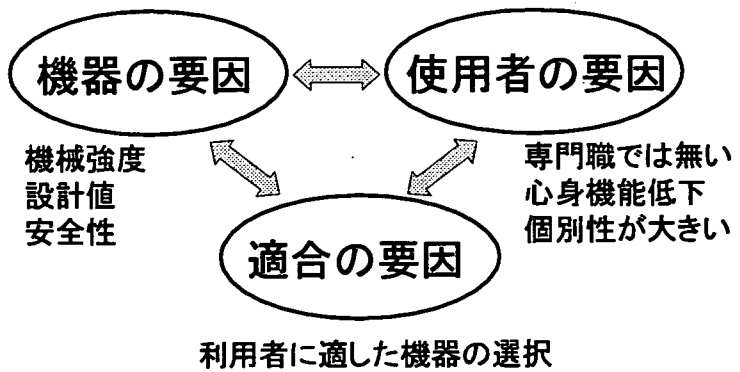 機器の要因
使用者の要因
機械強度
設計値
安全性
専門職では無い
心身機能低下
個別性が大きい
適合の要因
利用者に適した機器の選択